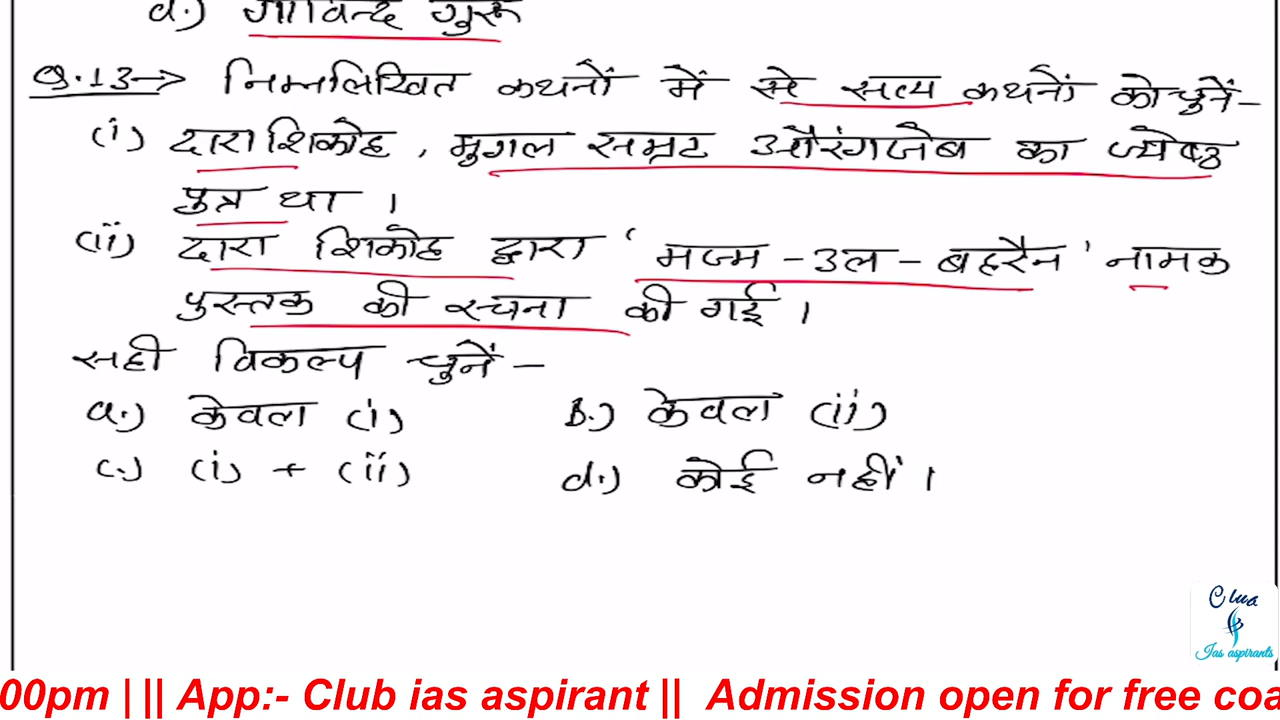 d.) गोविन्द गुरू
Q.13→ निम्नलिखित कथनों में से सत्य कथनों को चुनें-
(i) दारा शिकोह, मुगल सम्राट औरंगजेब का ज्येष्ठ
पुत्र था।
(ii) दारा शिकोह द्वारा 'मज्म-उल-बहरैन' नामक
पुस्तक की रचना की गई।
सही विकल्प चुनें-
a.) केवल (i) B.) केवल (ii)
c.) (i) + (ii) d.) कोई नहीं।
Club
Ias aspirants
00pm | || App:- Club ias aspirant || Admission open for free coa